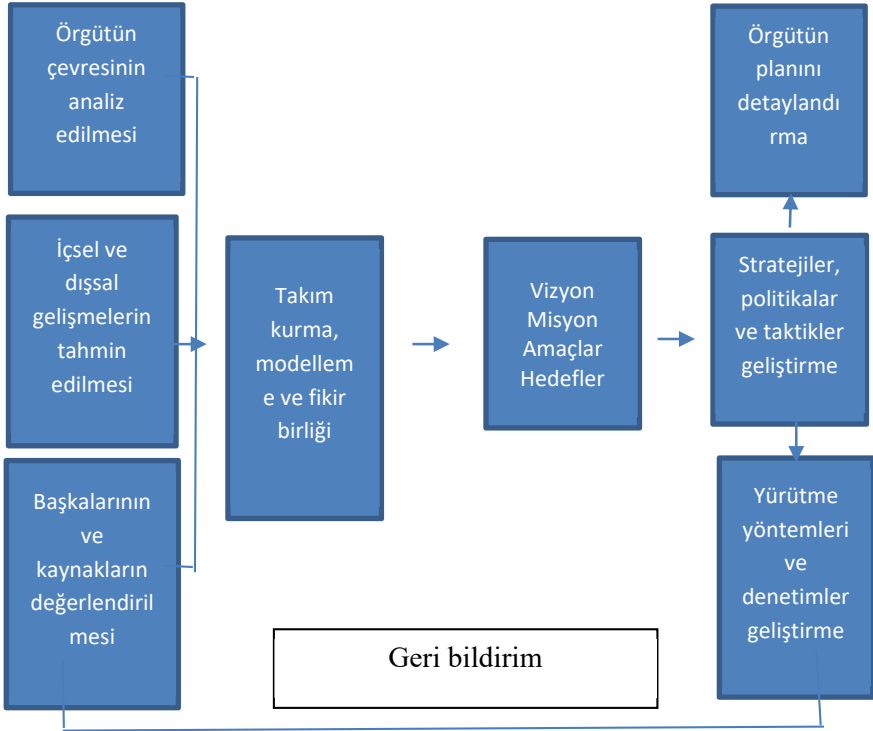 Örgütün
çevresinin
analiz
edilmesi
İçsel ve
dışsal
gelişmelerin
tahmin
edilmesi
Başkalarının
ve
kaynakların
değerlendiril
mesi
Takım
kurma,
modellem
e ve fikir
birliği
Vizyon
Misyon
Amaçlar
Hedefler
Örgütün
planını
detaylandı
rma
Stratejiler,
politikalar
ve taktikler
geliştirme
Yürütme
yöntemleri
ve
denetimler
geliştirme
Geri bildirim